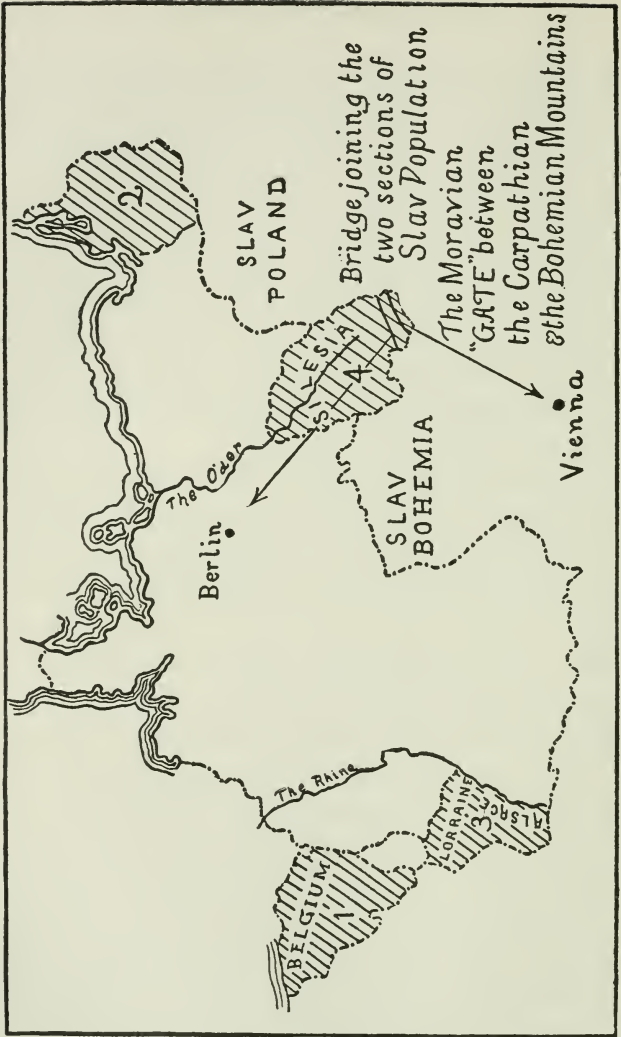 2
SLAV
POLAND
Bridge joining the
two sections of
Slav Population
The Moravian
"GATE" between
the Carpathian
& the Bohemian Mountains
SILESIA
4
The Oder
Berlin
SLAV
BOHEMIA
Vienna
The Rhine
BELGIUM
1
LORRAINE
3
ALSAC